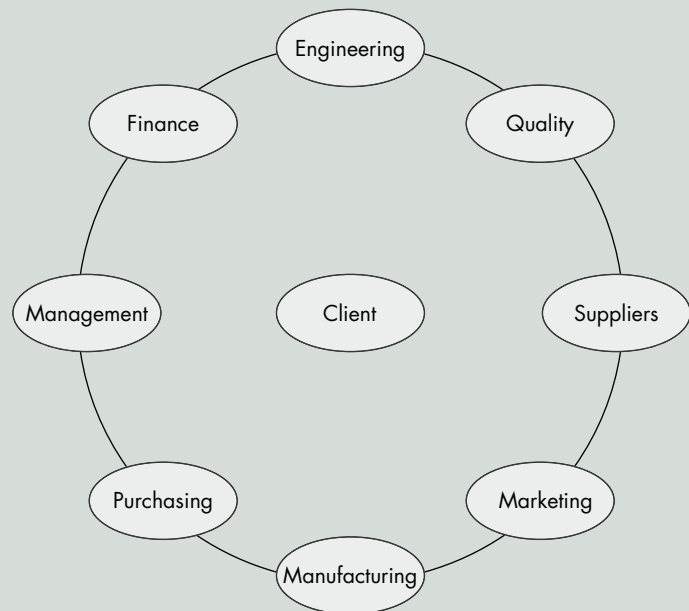 Engineering
Finance
Quality
Management
Client
Suppliers
Purchasing
Marketing
Manufacturing